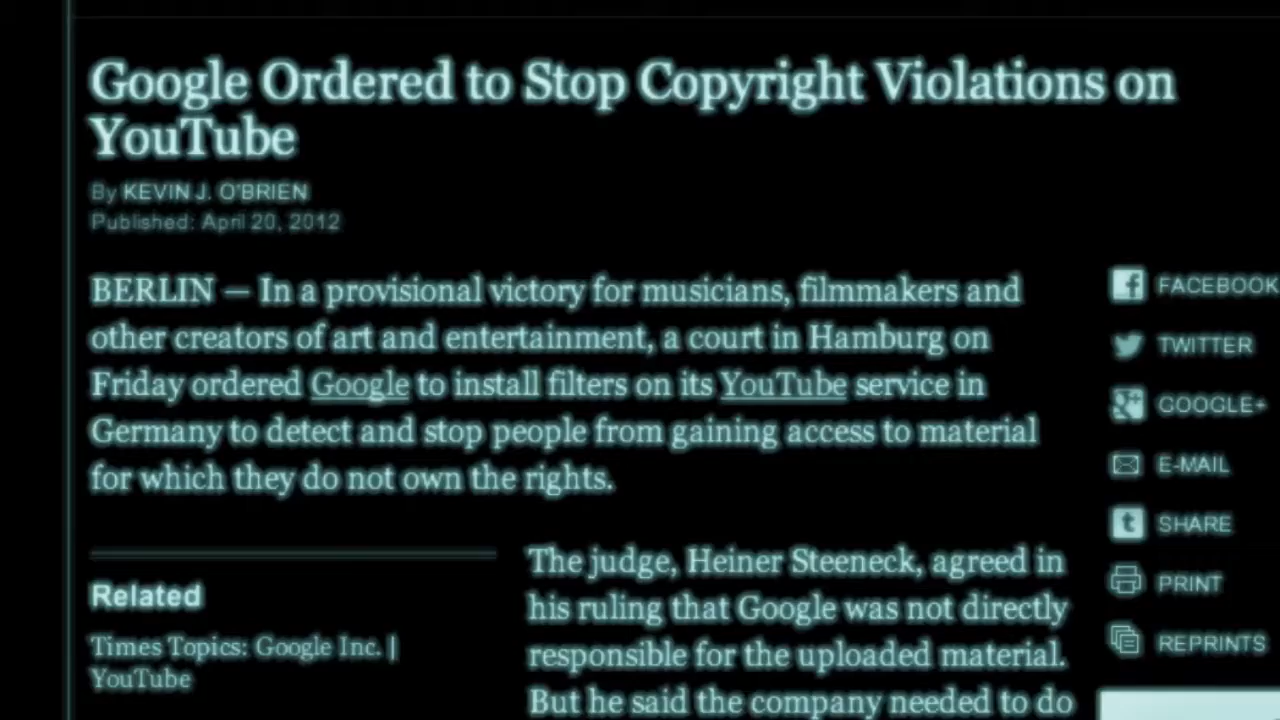 Google Ordered to Stop Copyright Violations on
YouTube
By KEVIN J. O'BRIEN
Published: April 20, 2012
BERLIN — In a provisional victory for musicians, filmmakers and
other creators of art and entertainment, a court in Hamburg on
Friday ordered Google to install filters on its YouTube service in
Germany to detect and stop people from gaining access to material
for which they do not own the rights.
Related
Times Topics: Google Inc. |
YouTube
The judge, Heiner Steeneck, agreed in
his ruling that Google was not directly
responsible for the uploaded material.
But he said the company needed to do
FACEBOOK
TWITTER
GOOGLE+
E-MAIL
SHARE
PRINT
REPRINTS